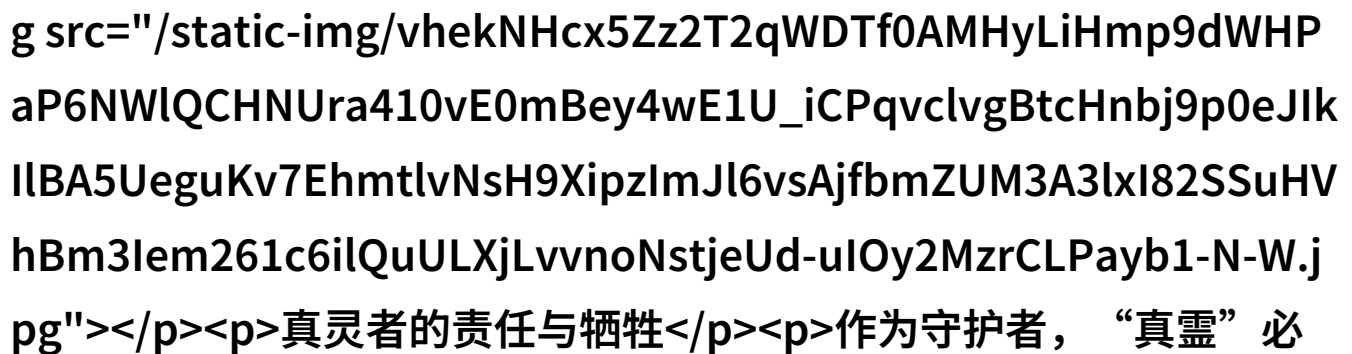 g src="/static-img/vhekNHcx5Zz2T2qWDTf0AMHyLiHmp9dWHP
aP6NWlQCHNUra410vE0mBey4wE1U_iCPqvclvgBtcHnbj9p0eJIk
IlBA5UeguKv7EhmtlvNsH9XipzImJl6vsAjfbmZUM3A3lxI82SSuHV
hBm3Iem261c6ilQuULXjLvvnoNstjeUd-uIOy2MzrCLPayb1-N-W.j
pg"></p><p>真灵者的责任与牺牲</p><p>作为守护者，“真霊”必